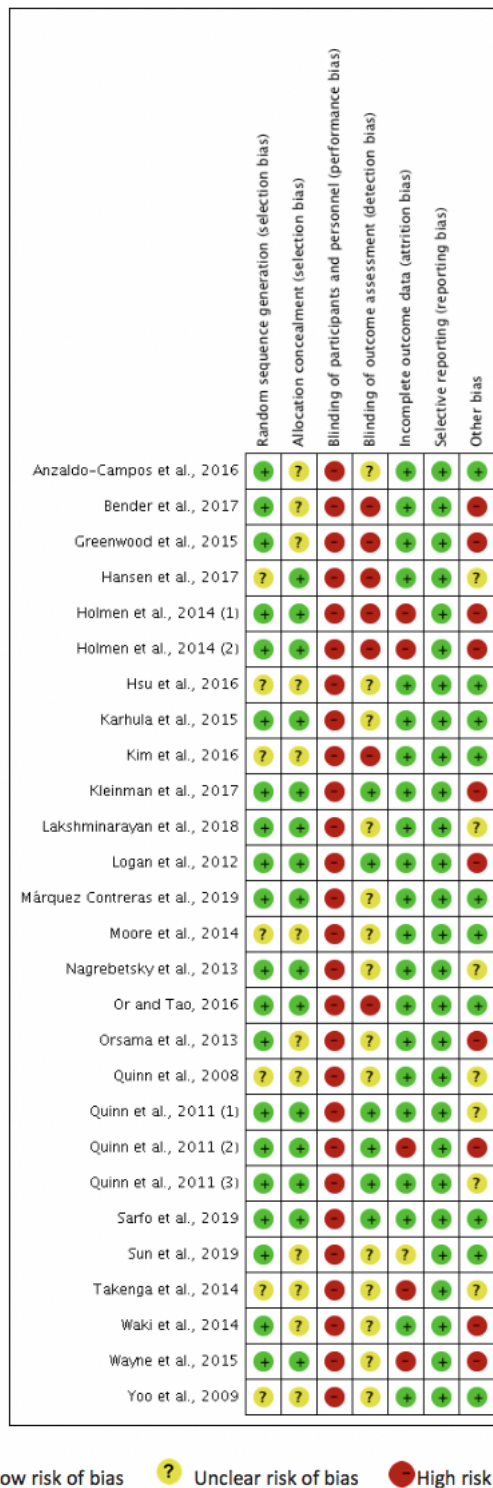 Random sequence generation (selection bias)
Allocation concealment (selection bias)
Blinding of participants and personnel (performance bias)
Blinding of outcome assessment (detection bias)
Incomplete outcome data (attrition bias)
Selective reporting (reporting bias)
Other bias
Anzaldo-Campos et al., 2016 + ? - ? + + +
Bender et al., 2017 + ? - - + + -
Greenwood et al., 2015 + ? - - + + -
Hansen et al., 2017 ? + - - + + ?
Holmen et al., 2014 (1) + + - - - + -
Holmen et al., 2014 (2) + + - - - + -
Hsu et al., 2016 ? ? - ? + + +
Karhula et al., 2015 + + - ? + + +
Kim et al., 2016 ? ? - - + + +
Kleinman et al., 2017 + + - + + + -
Lakshminarayan et al., 2018 + + - ? + + ?
Logan et al., 2012 + + - + + + -
Márquez Contreras et al., 2019 + + - ? + + +
Moore et al., 2014 ? ? - ? + + +
Nagrebetsky et al., 2013 + + - ? + + ?
Or and Tao, 2016 + + - - + + +
Orsama et al., 2013 + ? - ? + + -
Quinn et al., 2008 ? ? - ? + + ?
Quinn et al., 2011 (1) + + - + + + ?
Quinn et al., 2011 (2) + + - + - + -
Quinn et al., 2011 (3) + + - + + + ?
Sarfo et al., 2019 + + - + + + +
Sun et al., 2019 + ? - ? ? + +
Takenga et al., 2014 ? ? - ? - + ?
Waki et al., 2014 + ? - ? + + -
Wayne et al., 2015 + + - ? - + -
Yoo et al., 2009 ? ? - ? + + +
ow risk of bias ? Unclear risk of bias - High risk